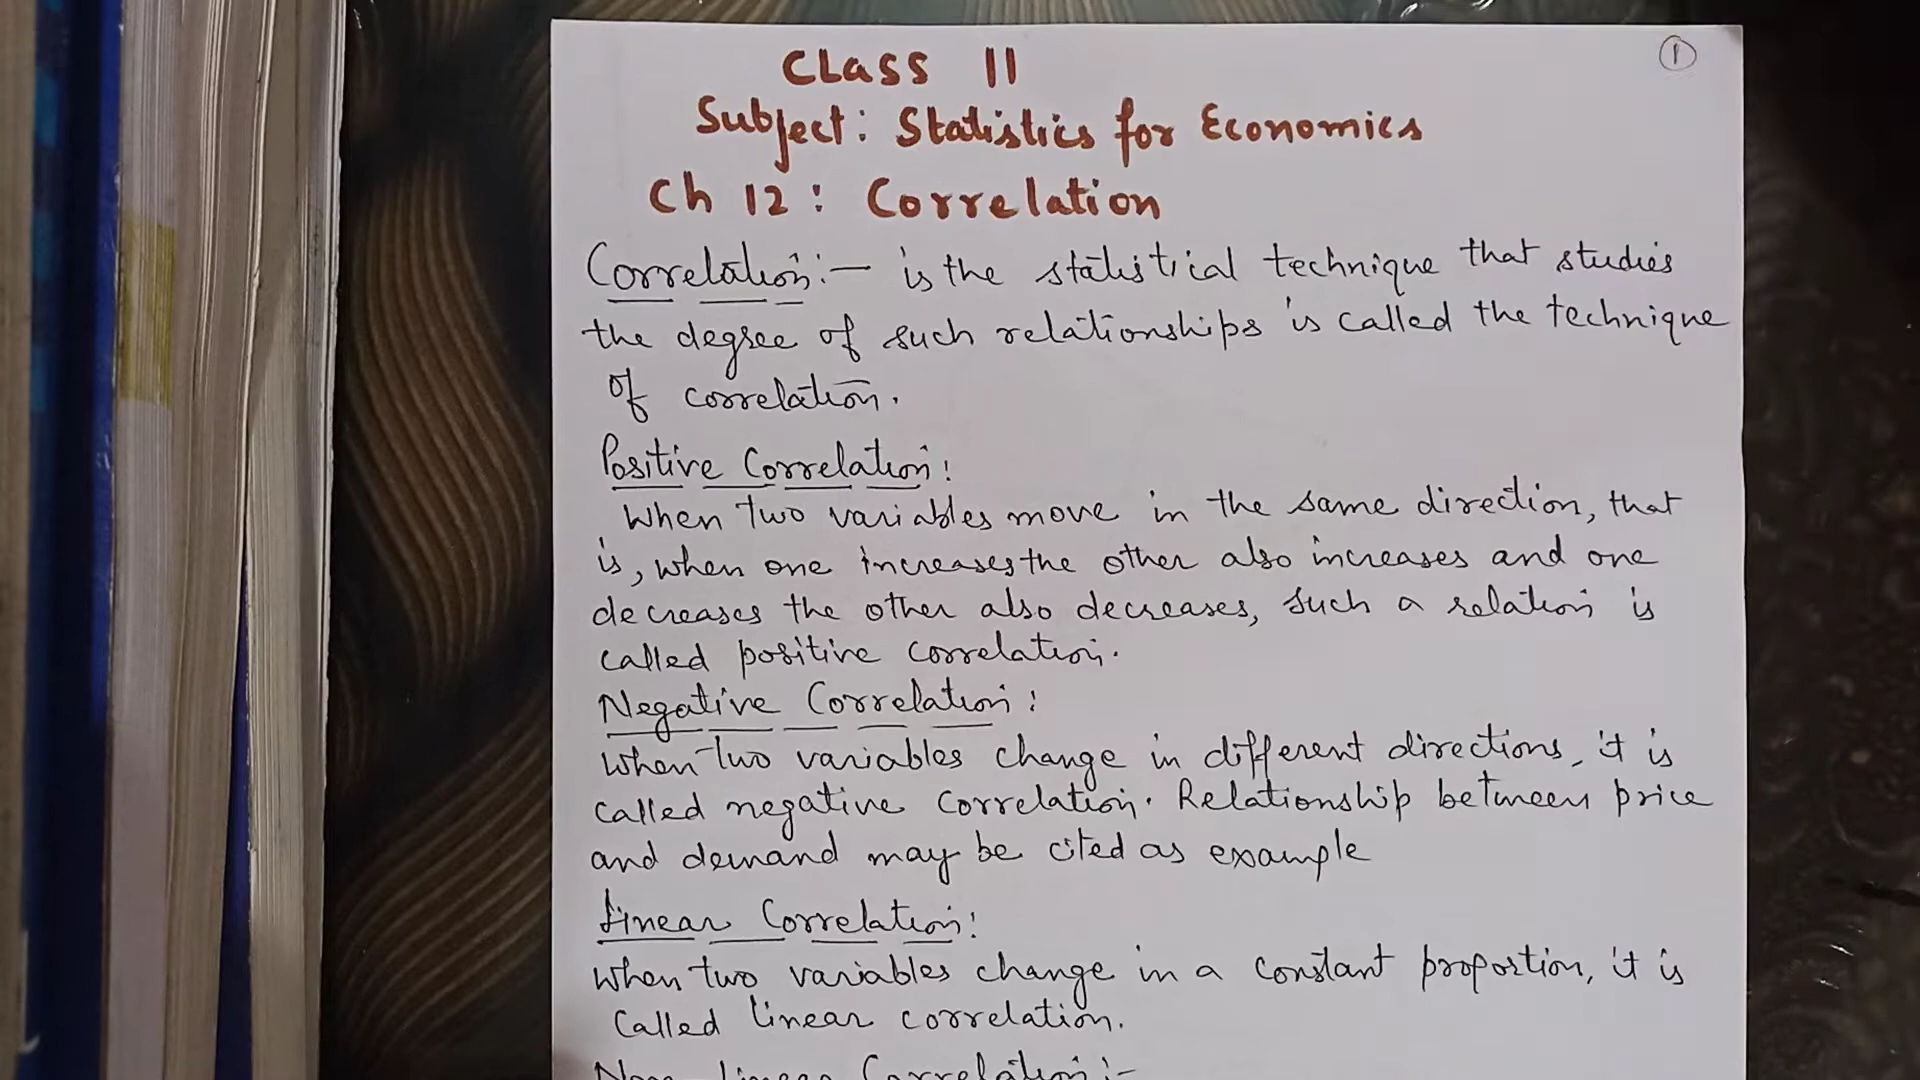 1
Class 11
Subject: Statistics for Economics
Ch 12: Correlation
Correlation:- is the statistical technique that studies
the degree of such relationships is called the technique
of correlation.
Positive Correlation:
When two variables move in the same direction, that
is, when one increases the other also increases and one
decreases the other also decreases, such a relation is
called positive correlation.
Negative Correlation:
When two variables change in different directions, it is
called negative correlation. Relationship between price
and demand may be cited as example
Linear Correlation:
When two variables change in a constant proportion, it is
called linear correlation.
Non linear Correlation:-